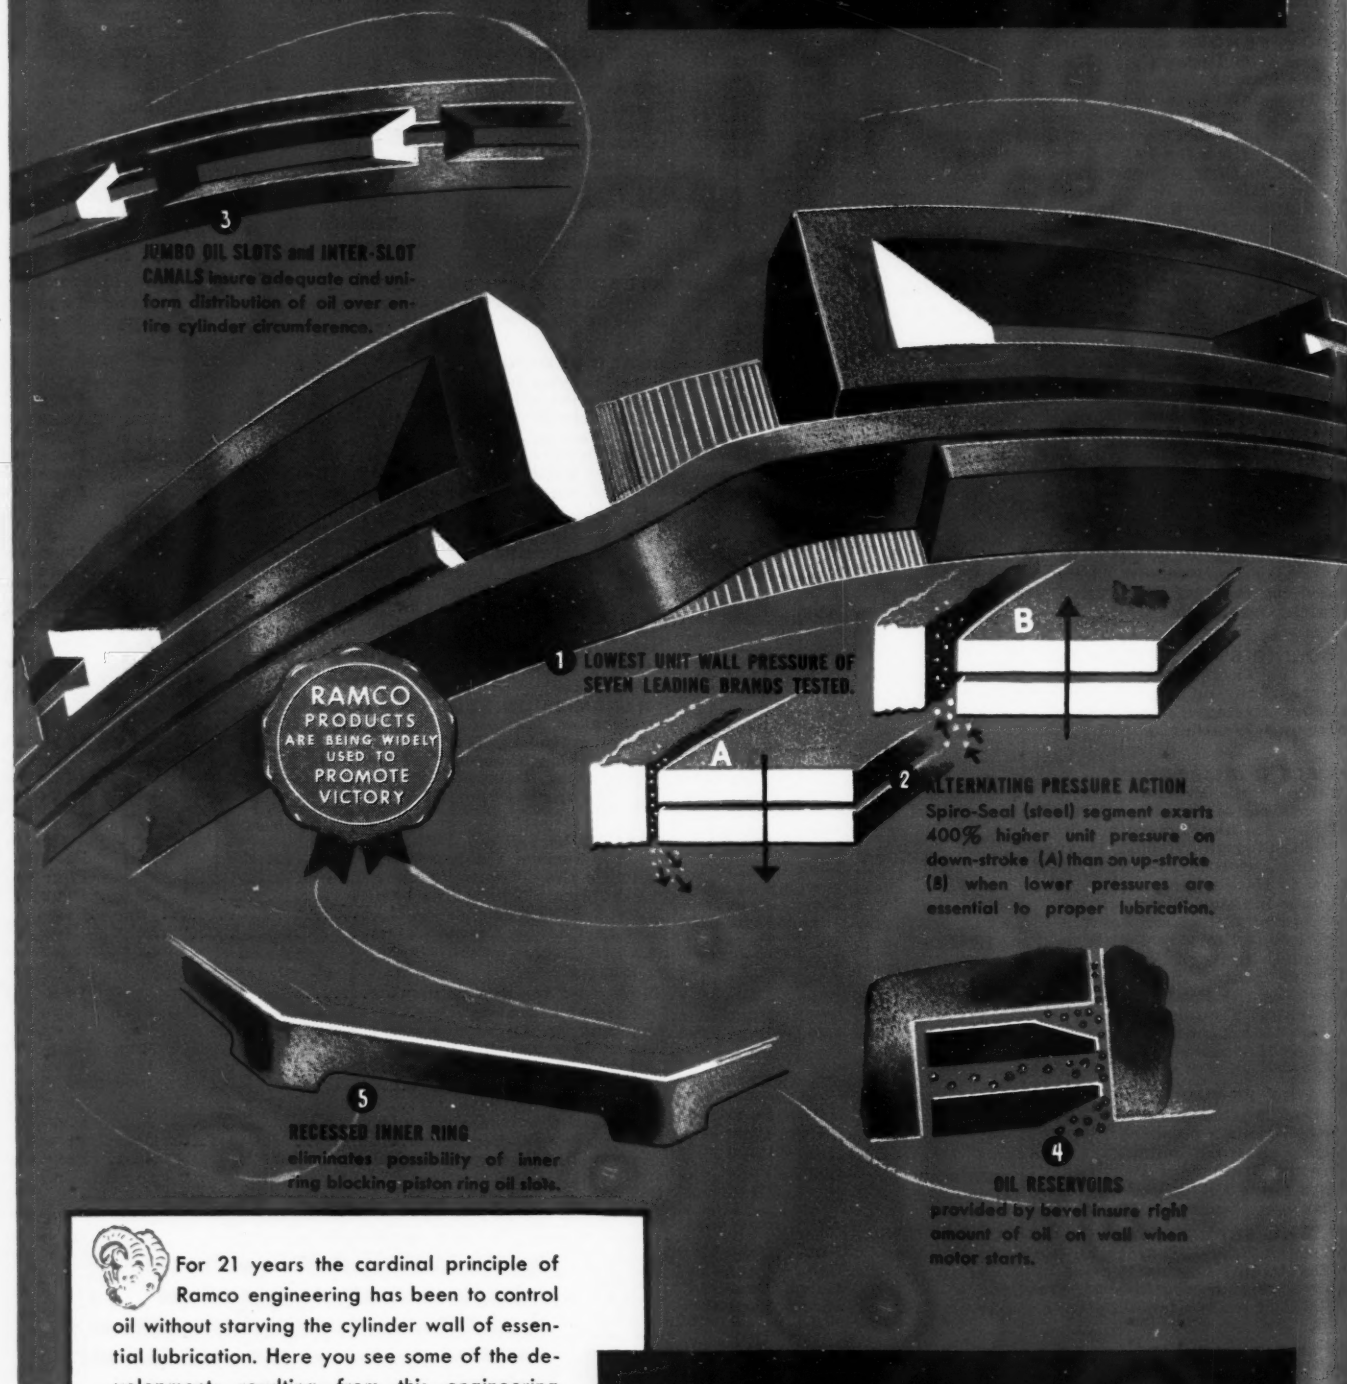 3
JUMBO OIL SLOTS and INTER-SLOT
CANALS insure adequate and uni-
form distribution of oil over en-
tire cylinder circumference.
1 LOWEST UNIT WALL PRESSURE OF
SEVEN LEADING BRANDS TESTED.
B
A
RAMCO
PRODUCTS
ARE BEING WIDELY
USED TO
PROMOTE
VICTORY
2 ALTERNATING PRESSURE ACTION
Spiro-Seal (steel) segment exerts
400% higher unit pressure on
down-stroke (A) than on up-stroke
(B) when lower pressures are
essential to proper lubrication.
5
RECESSED INNER RING
eliminates possibility of inner
ring blocking piston ring oil slots.
4
OIL RESERVOIRS
provided by bevel insure right
amount of oil on wall when
motor starts.
For 21 years the cardinal principle of
Ramco engineering has been to control
oil without starving the cylinder wall of essen-
tial lubrication. Here you see some of the de-
velopments resulting from this engineering